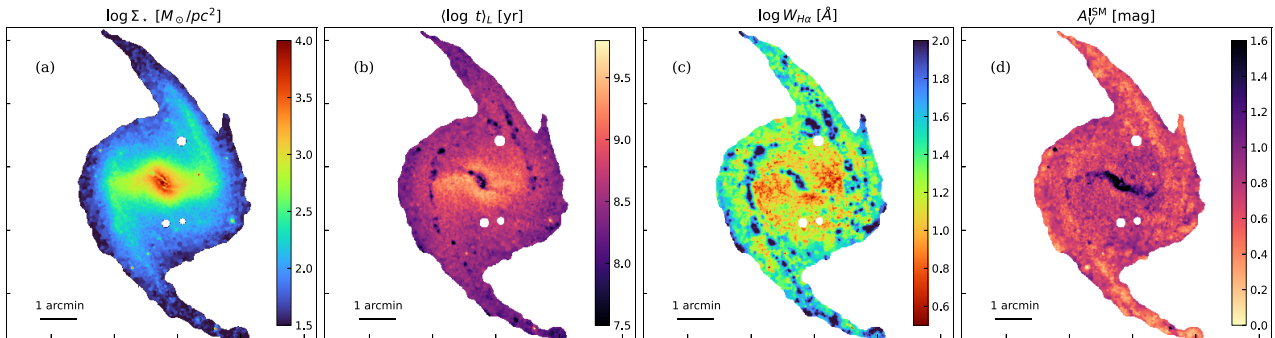 log Σ⋆ [M⊙/pc²]
(a)
4.0
3.5
3.0
2.5
2.0
1.5
1 arcmin
⟨log t⟩L [yr]
(b)
9.5
9.0
8.5
8.0
7.5
1 arcmin
log WHα [Å]
(c)
2.0
1.8
1.6
1.4
1.2
1.0
0.8
0.6
1 arcmin
AVISM [mag]
(d)
1.6
1.4
1.2
1.0
0.8
0.6
0.4
0.2
0.0
1 arcmin